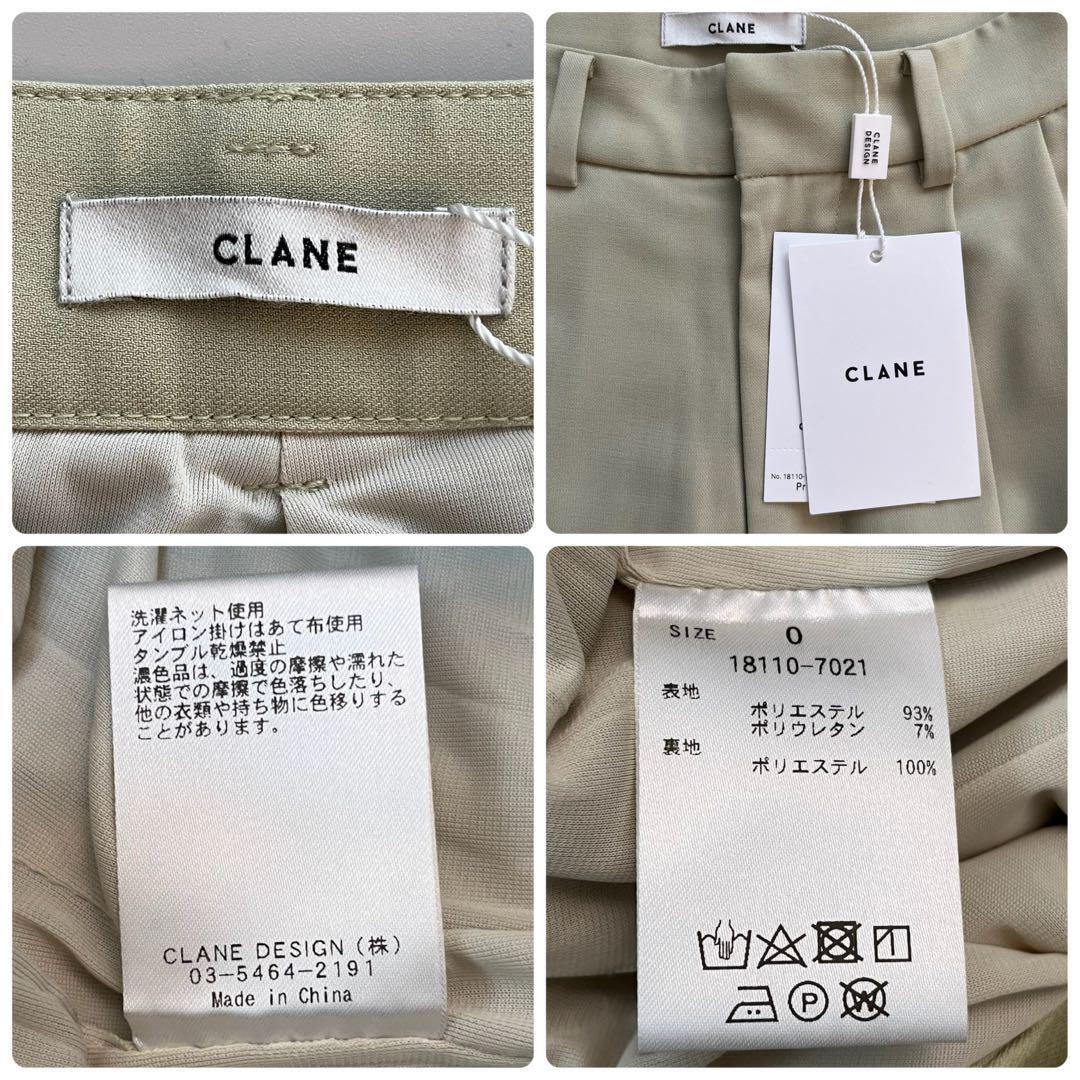 CLANE
CLANE
CLANE
DESIGN
CLANE
No. 18110-
Pr
洗濯ネット使用
アイロン掛けはあて布使用
タンブル乾燥禁止
濃色品は、過度の摩擦や濡れた
状態での摩擦で色落ちしたり、
他の衣類や持ち物に色移りする
ことがあります。
CLANE DESIGN (株)
03-5464-2191
Made in China
SIZE 0
18110-7021
表地
ポリエステル 93%
ポリウレタン 7%
裏地
ポリエステル 100%
P
W